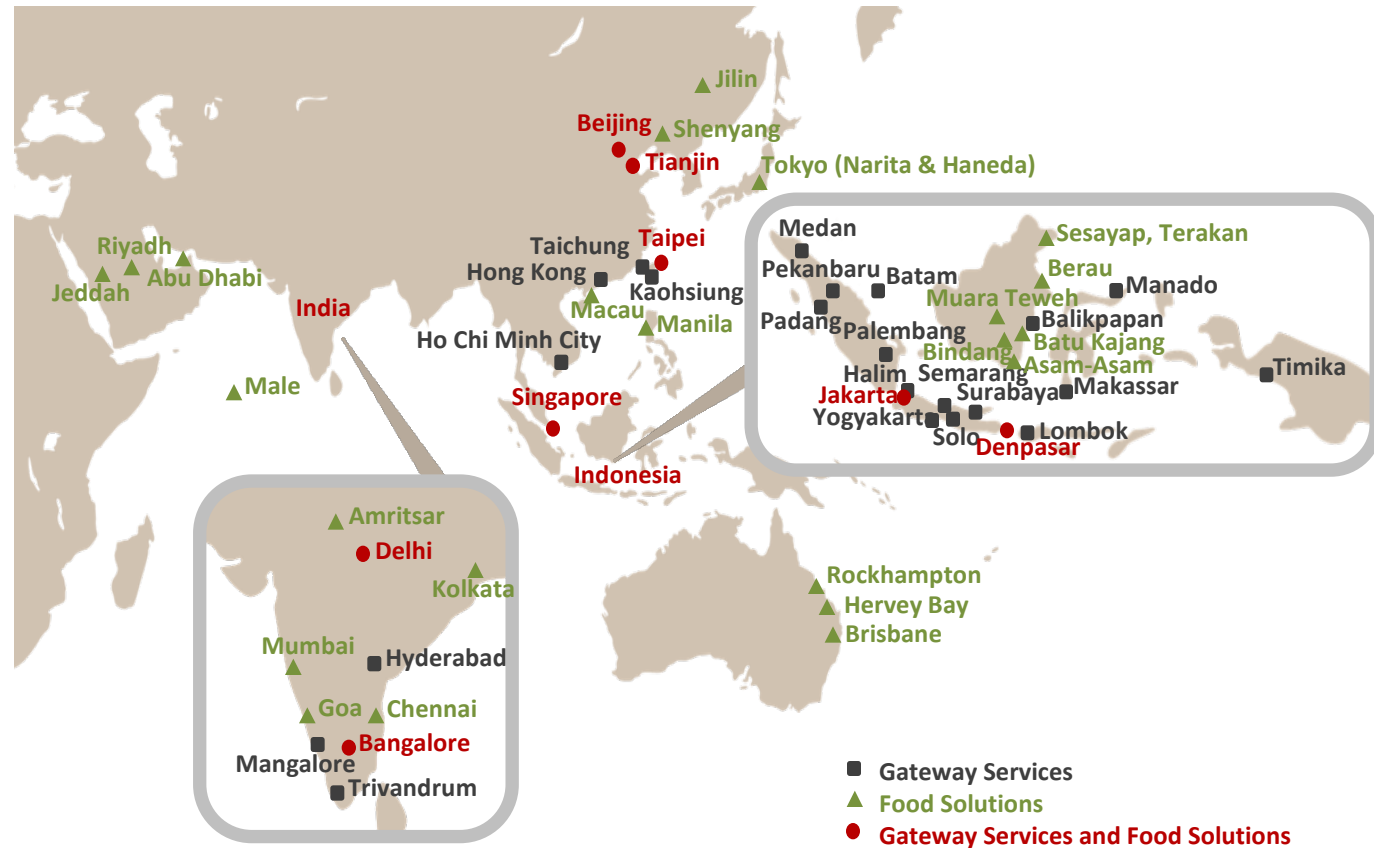 Jilin
Beijing
Shenyang
Tianjin
Tokyo (Narita & Haneda)
Riyadh
Abu Dhabi
Jeddah
India
Male
Taichung
Taipei
Hong Kong
Kaohsiung
Macau
Manila
Ho Chi Minh City
Singapore
Indonesia
Medan
Sesayap, Terakan
Pekanbaru
Batam
Berau
Manado
Muara Teweh
Padang
Balikpapan
Palembang
Batu Kajang
Bindang
Asam-Asam
Timika
Halim
Semarang
Jakarta
Surabaya
Makassar
Yogyakarta
Solo
Lombok
Denpasar
Amritsar
Delhi
Kolkata
Mumbai
Hyderabad
Goa
Chennai
Bangalore
Mangalore
Trivandrum
Rockhampton
Hervey Bay
Brisbane
Gateway Services
Food Solutions
Gateway Services and Food Solutions